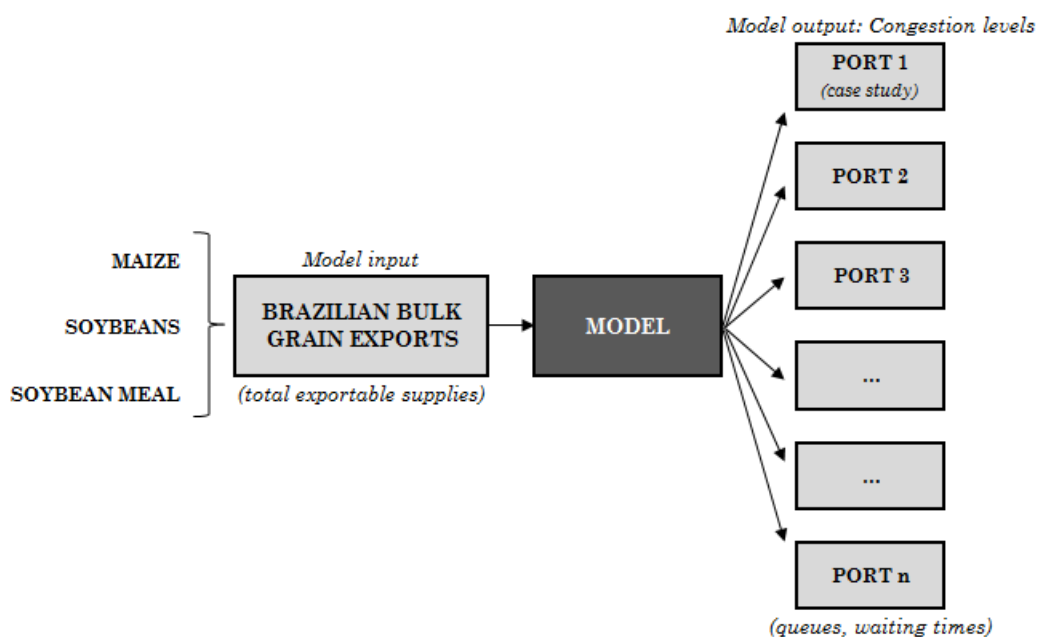 Model output: Congestion levels
PORT 1
(case study)
PORT 2
MAIZE
Model input
PORT 3
BRAZILIAN BULK
GRAIN EXPORTS
SOYBEANS
MODEL
SOYBEAN MEAL
(total exportable supplies)
...
...
PORT n
(queues, waiting times)